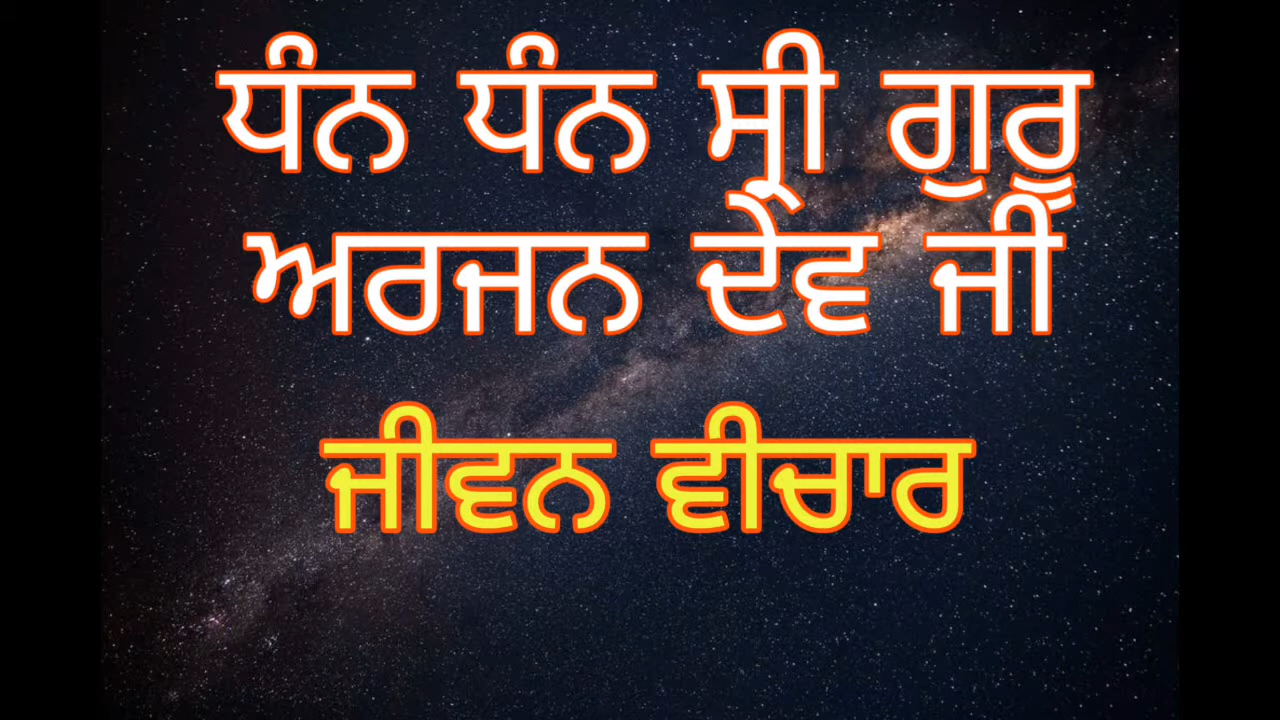 ਧੰਨ ਧੰਨ ਸ੍ਰੀ ਗੁਰੂ
ਅਰਜਨ ਦੇਵ ਜੀ
ਜੀਵਨ ਵੀਚਾਰ